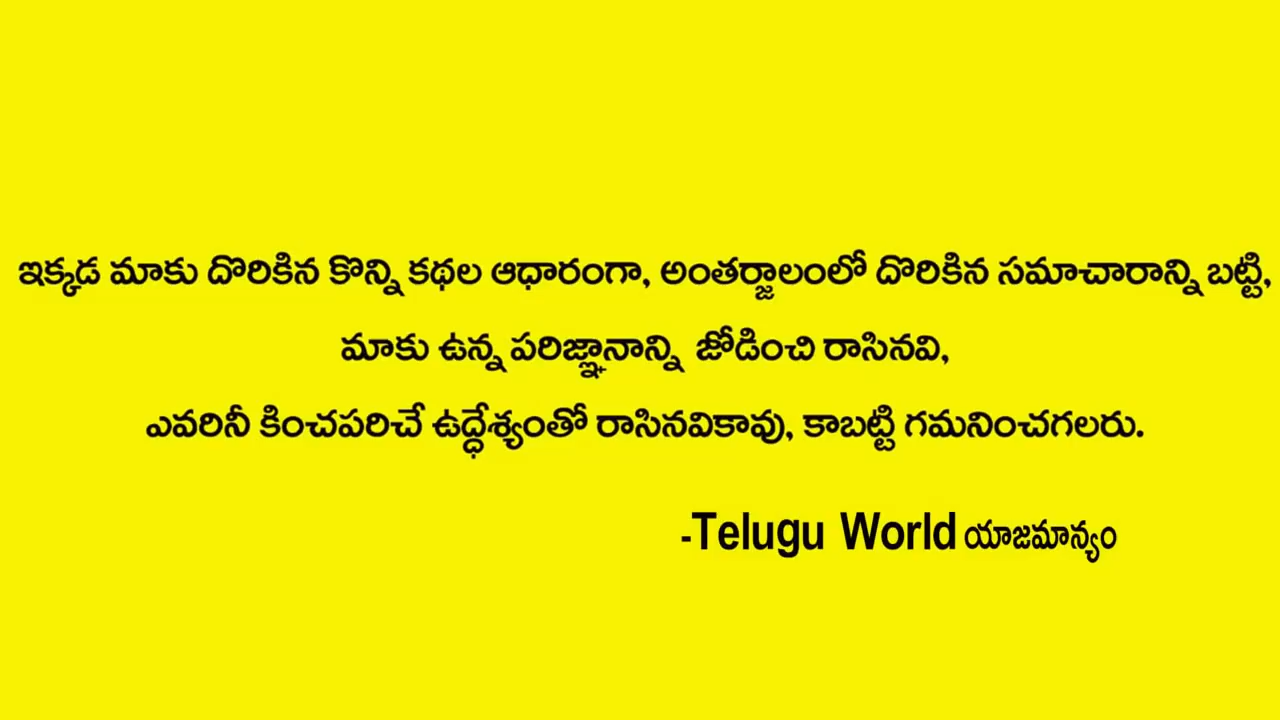 ఇక్కడ మాకు దొరికిన కొన్ని కథల ఆధారంగా, అంతర్జాలంలో దొరికిన సమాచారాన్ని బట్టి,
మాకు ఉన్న పరిజ్ఞానాన్ని జోడించి రాసినవి,
ఎవరినీ కించపరిచే ఉద్ధేశ్యంతో రాసినవికావు, కాబట్టి గమనించగలరు.
-Telugu World యాజమాన్యం